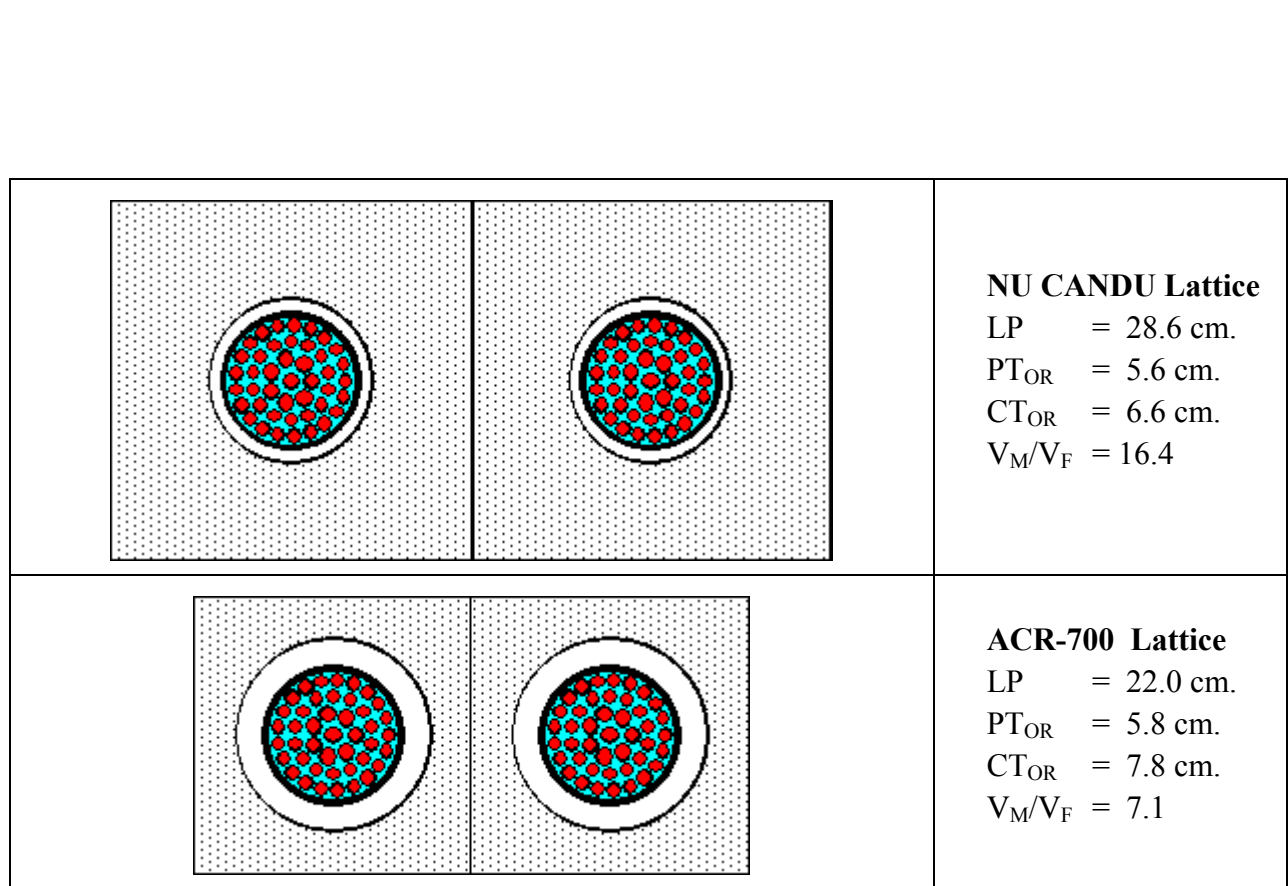 NU CANDU Lattice
LP = 28.6 cm.
PT_OR = 5.6 cm.
CT_OR = 6.6 cm.
V_M/V_F = 16.4
ACR-700 Lattice
LP = 22.0 cm.
PT_OR = 5.8 cm.
CT_OR = 7.8 cm.
V_M/V_F = 7.1